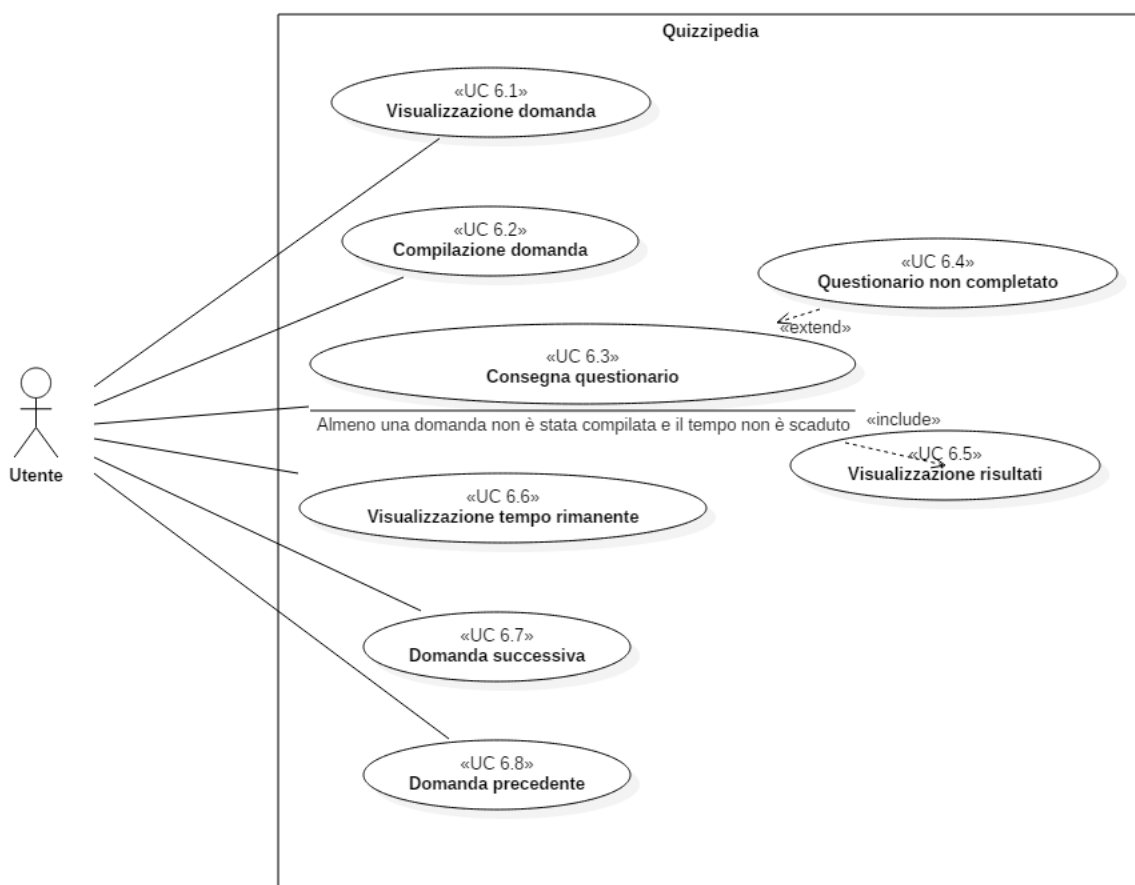 Quizzipedia
«UC 6.1»
Visualizzazione domanda
«UC 6.2»
Compilazione domanda
«UC 6.4»
Questionario non completato
«extend»
«UC 6.3»
Consegna questionario
Almeno una domanda non è stata compilata e il tempo non è scaduto
«include»
«UC 6.5»
Visualizzazione risultati
Utente
«UC 6.6»
Visualizzazione tempo rimanente
«UC 6.7»
Domanda successiva
«UC 6.8»
Domanda precedente